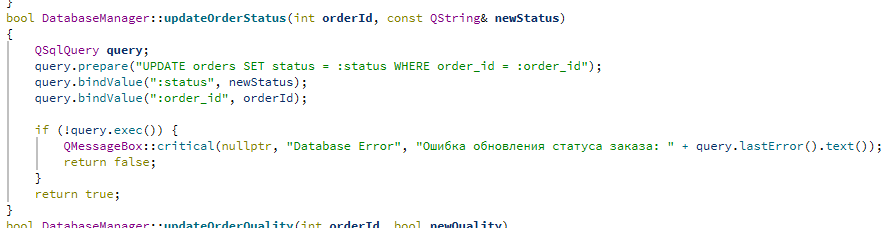 }
bool DatabaseManager::updateOrderStatus(int orderId, const QString& newStatus)
{
    QSqlQuery query;
    query.prepare("UPDATE orders SET status = :status WHERE order_id = :order_id");
    query.bindValue(":status", newStatus);
    query.bindValue(":order_id", orderId);

    if (!query.exec()) {
        QMessageBox::critical(nullptr, "Database Error", "Ошибка обновления статуса заказа: " + query.lastError().text());
        return false;
    }
    return true;
}
bool DatabaseManager::updateOrderQuality(int orderId, bool newQuality)